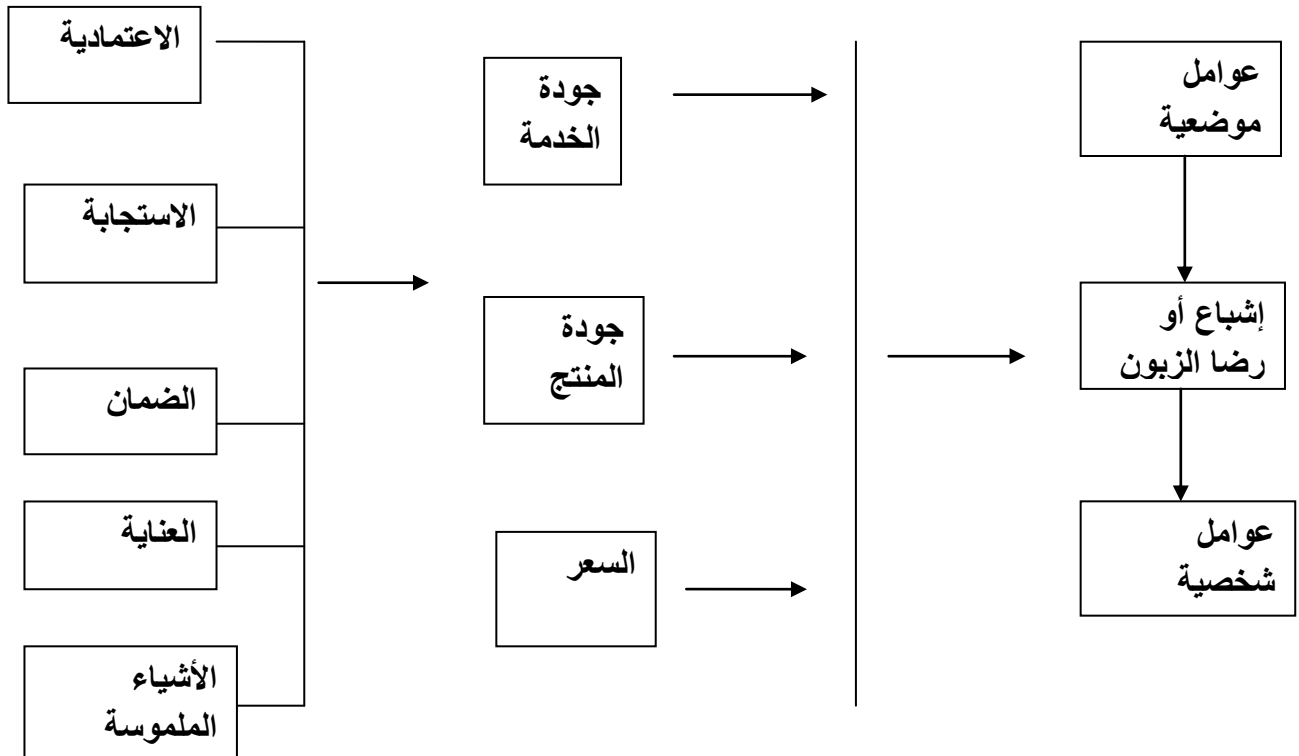 الاعتمادية
الاستجابة
الضمان
العناية
الأشياء
الملموسة
جودة
الخدمة
جودة
المنتج
السعر
عوامل
موضعية
إشباع أو
رضا الزبون
عوامل
شخصية